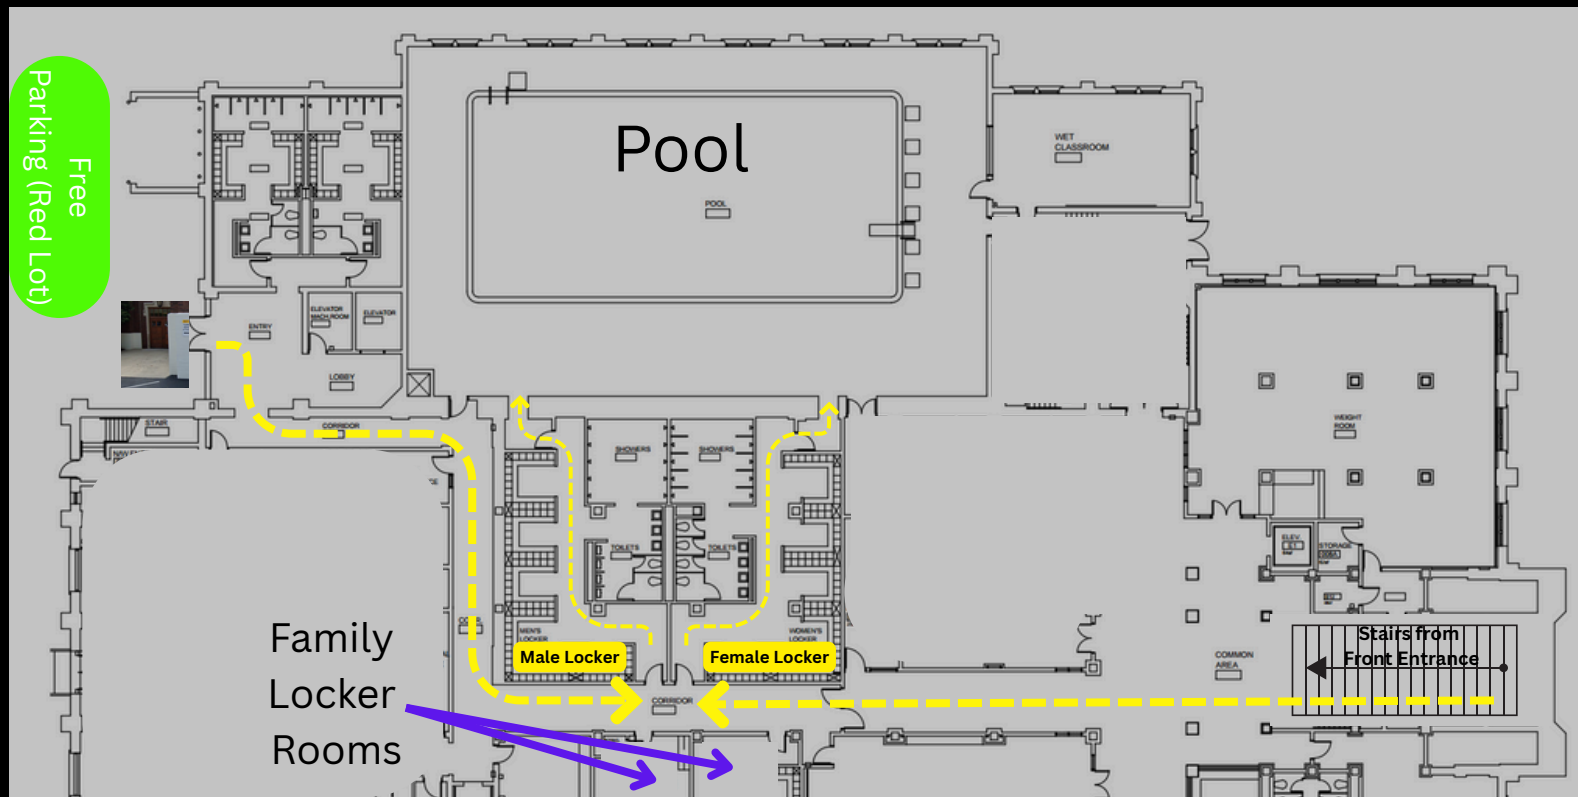 Free
Parking (Red Lot)
Pool
POOL
WET
CLASSROOM
ELEVATOR
MACH.ROOM
ELEVATOR
ENTRY
LOBBY
STAIR
CORRIDOR
SHOWERS
SHOWERS
WEIGHT
ROOM
TOILETS
TOILETS
ELEV.
STORAGE
MEN'S
LOCKER
WOMEN'S
LOCKER
Male Locker
Female Locker
Family
Locker
Rooms
CORRIDOR
COMMON
AREA
Stairs from
Front Entrance